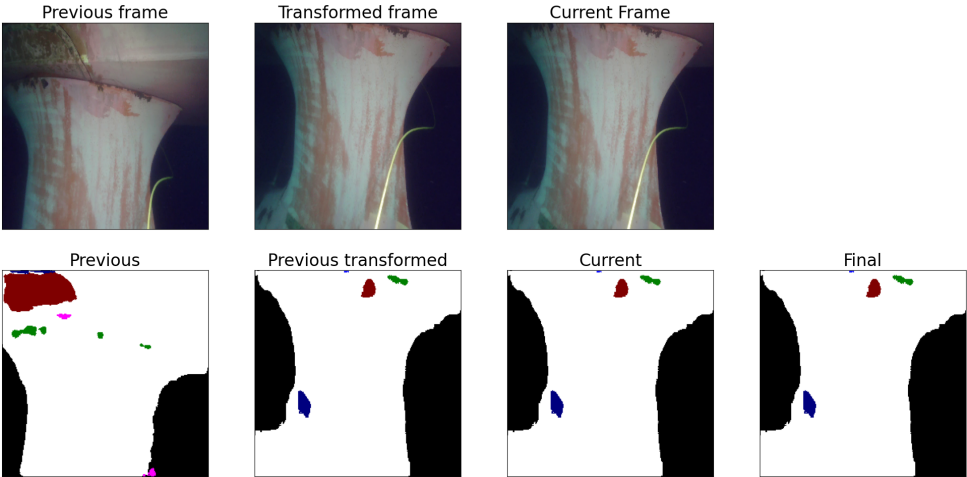 Previous frame
Transformed frame
Current Frame
Previous
Previous transformed
Current
Final